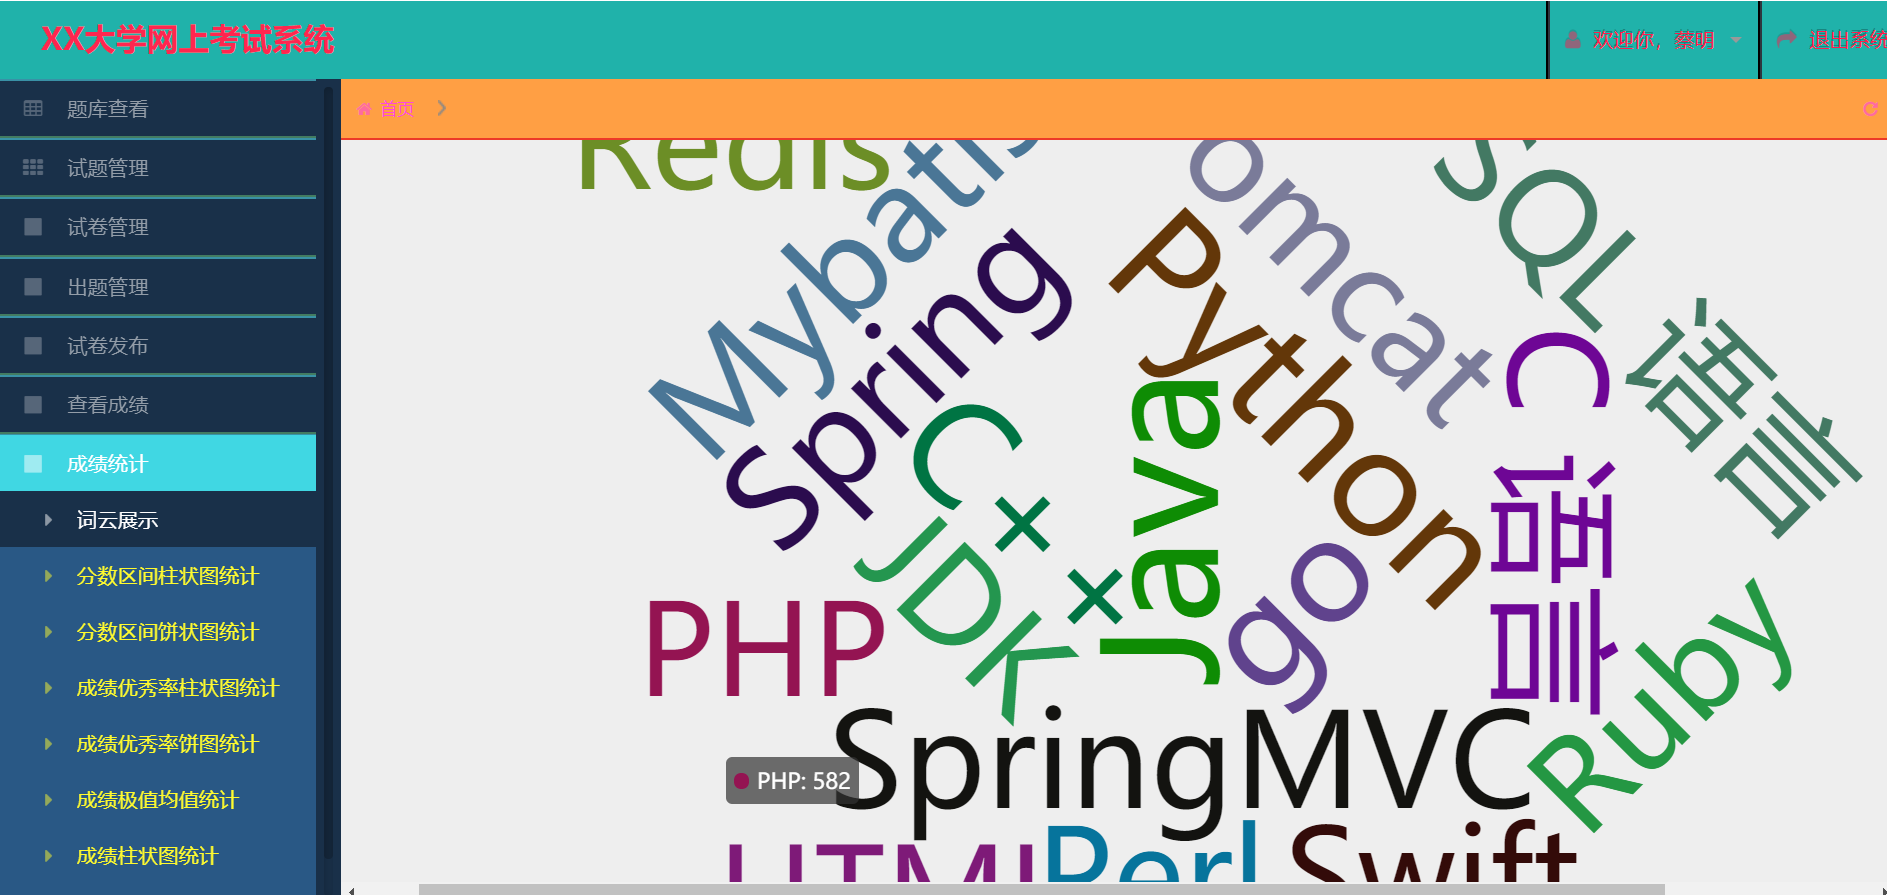 XX大学网上考试系统
欢迎你，蔡明
退出系统
首页
题库查看
试题管理
试卷管理
出题管理
试卷发布
查看成绩
成绩统计
词云展示
分数区间柱状图统计
分数区间饼状图统计
成绩优秀率柱状图统计
成绩优秀率饼图统计
成绩极值均值统计
成绩柱状图统计
Redis
Mybatis
omcat
SQL 语言
Spring
Python
C++
Java
C 语言
JDK
go
PHP
Ruby
SpringMVC
PHP: 582
HTML
Perl
Swift